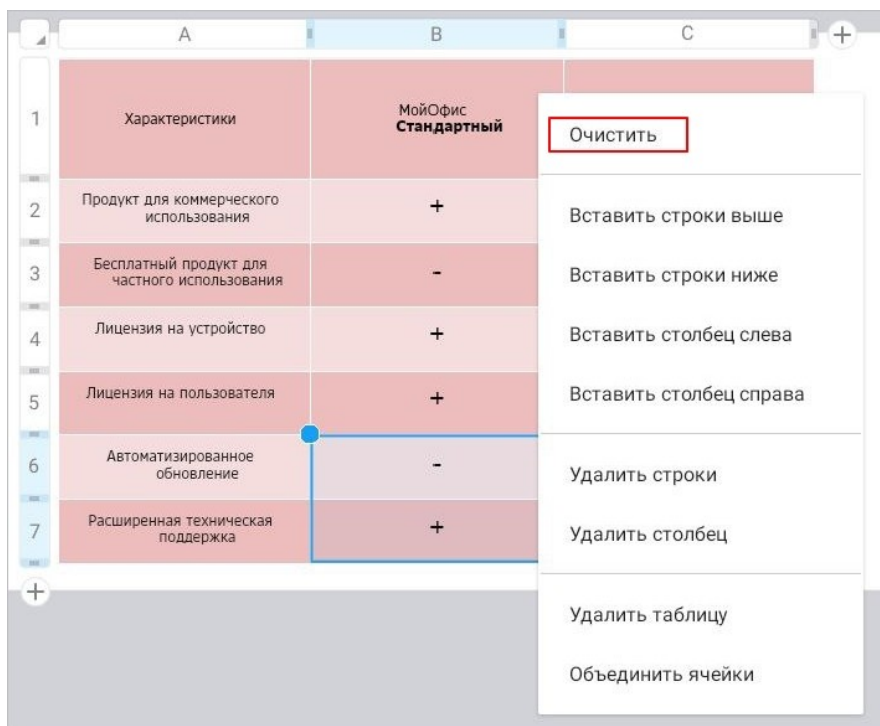 A B C
1 Характеристики МойОфис
Стандартный
2 Продукт для коммерческого
использования +
3 Бесплатный продукт для
частного использования -
4 Лицензия на устройство +
5 Лицензия на пользователя +
6 Автоматизированное
обновление -
7 Расширенная техническая
поддержка +
Очистить
Вставить строки выше
Вставить строки ниже
Вставить столбец слева
Вставить столбец справа
Удалить строки
Удалить столбец
Удалить таблицу
Объединить ячейки